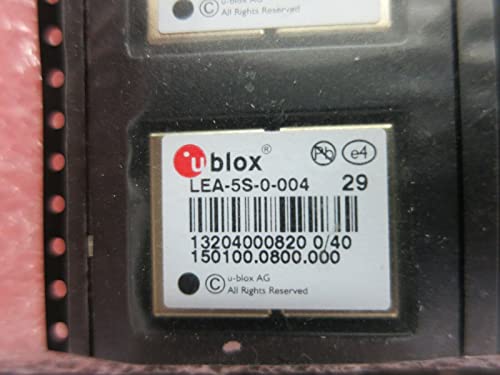 u-blox AG
© All Rights Reserved
ublox®
Pb e4
LEA-5S-0-004 29
13204000820 0/40
150100.0800.000
© u-blox AG
All Rights Reserved